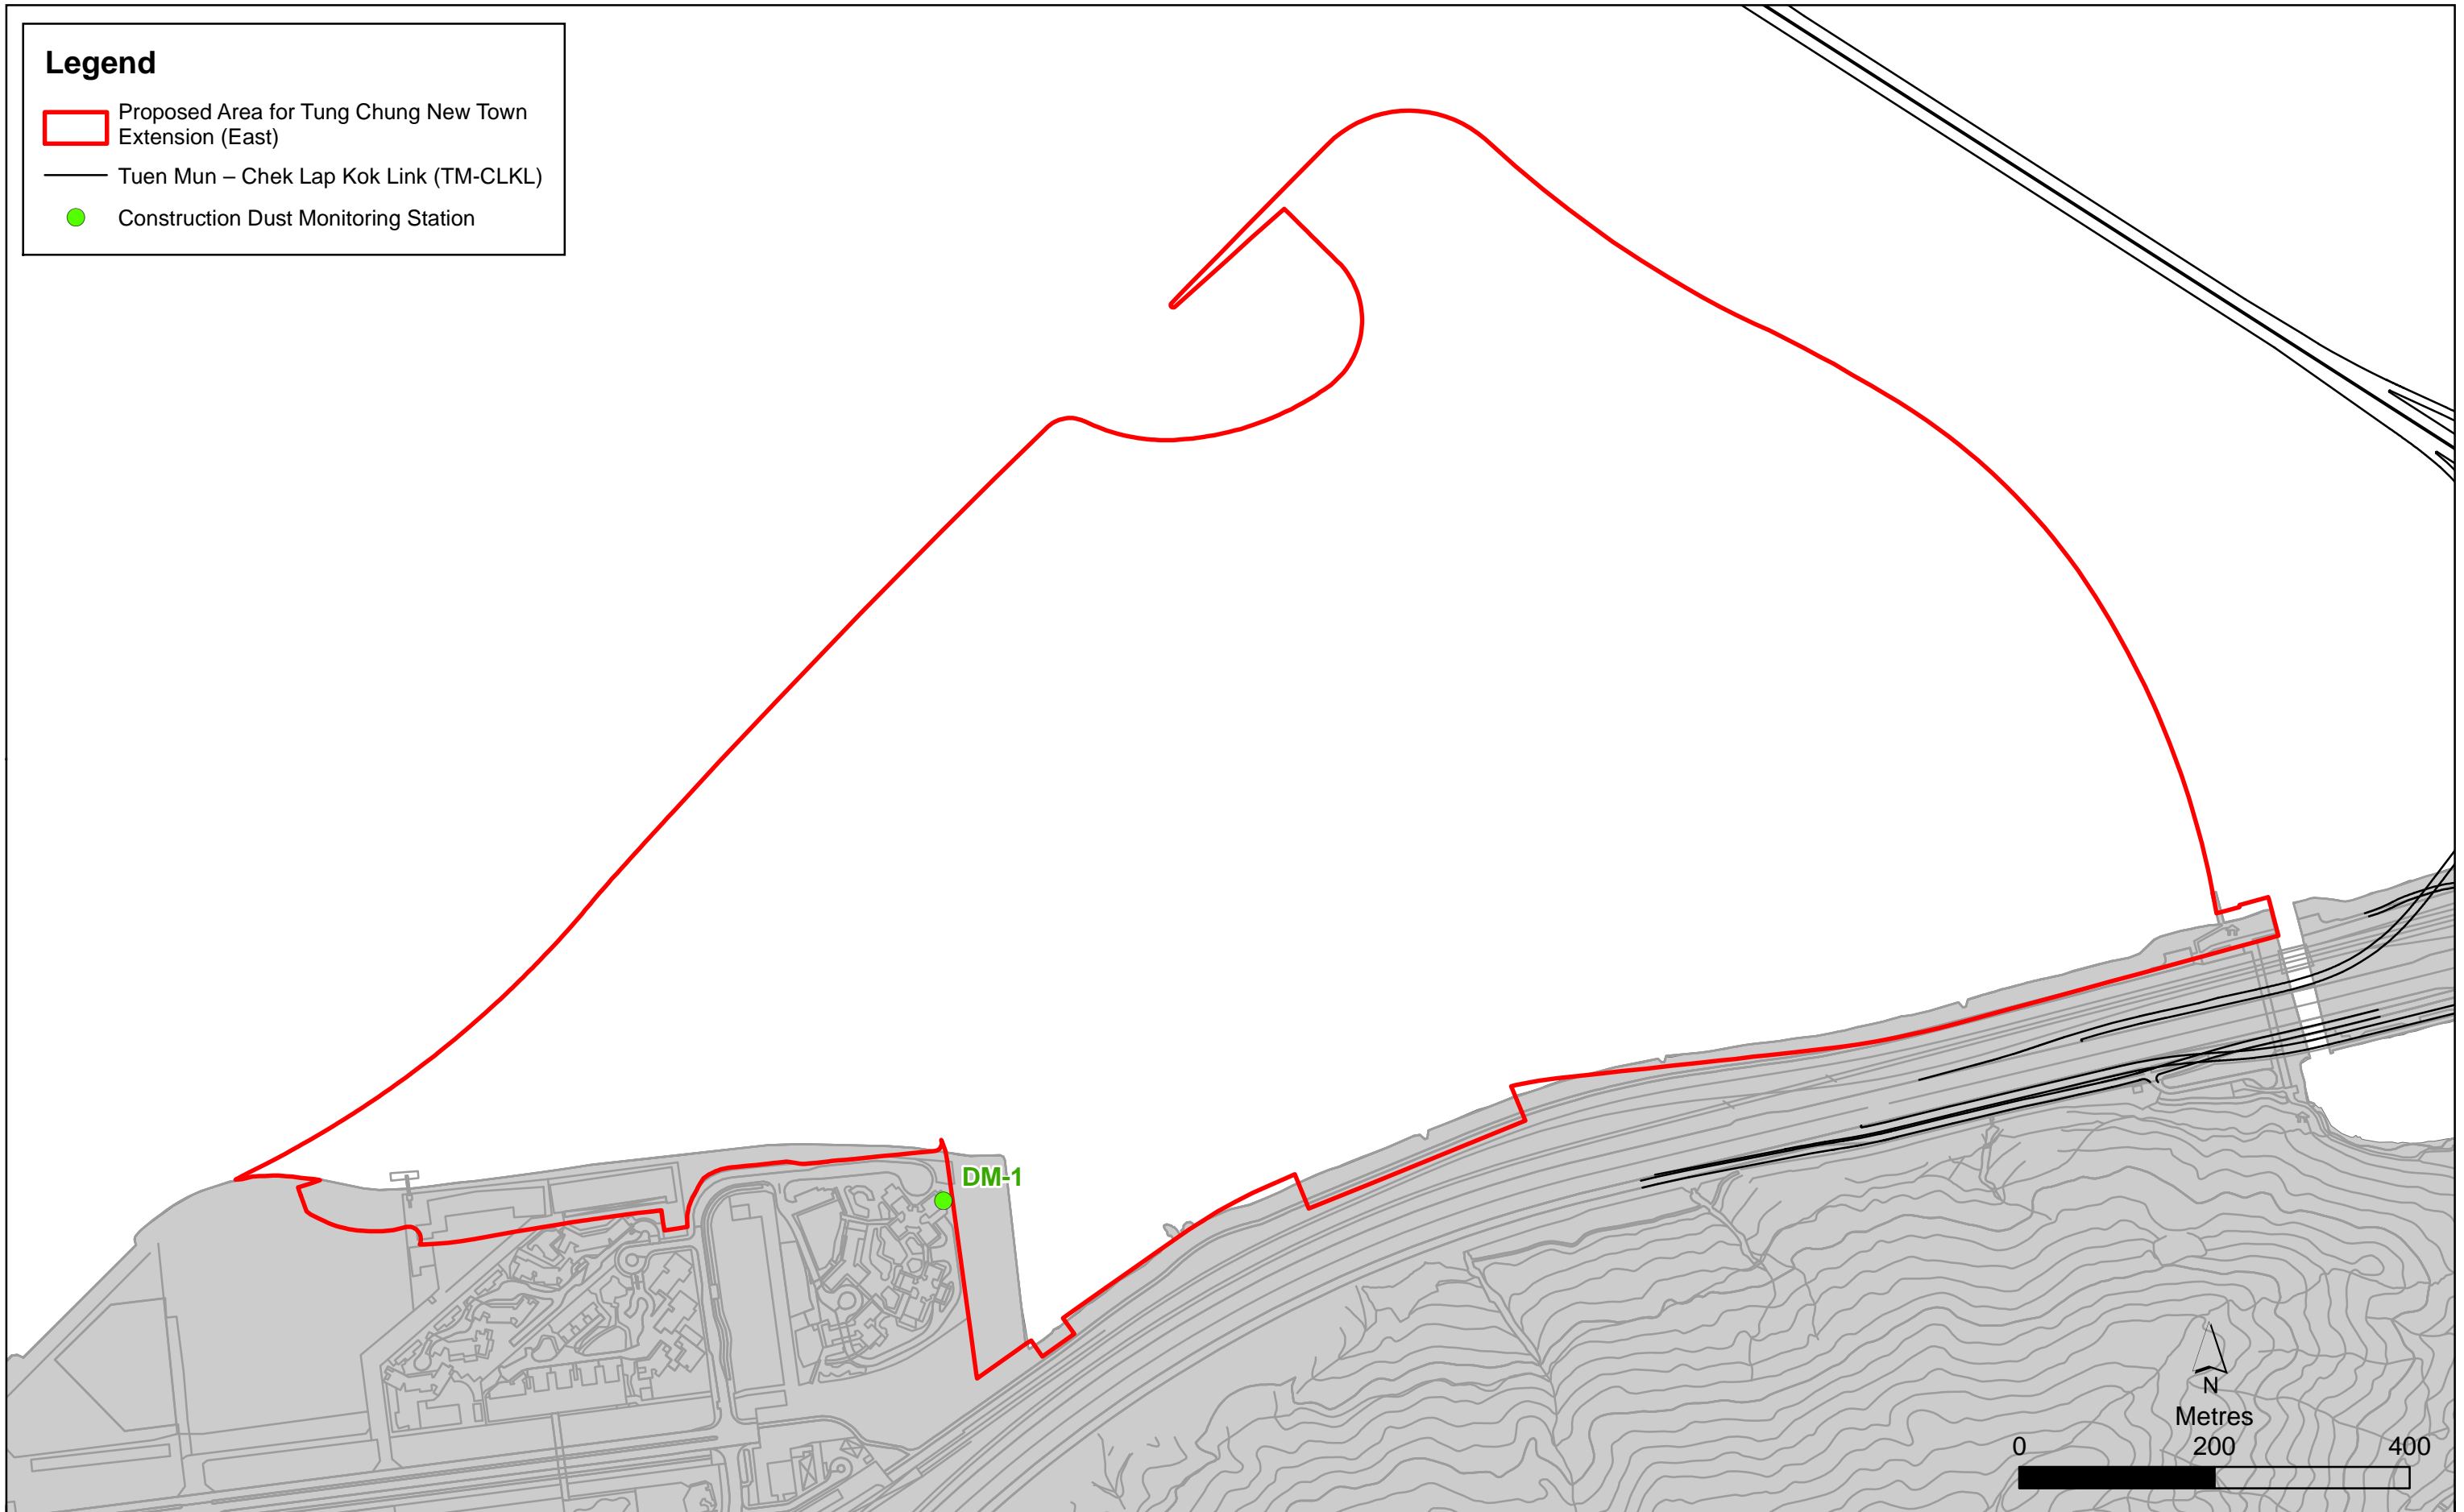 Legend
Proposed Area for Tung Chung New Town
Extension (East)
Tuen Mun – Chek Lap Kok Link (TM-CLKL)
Construction Dust Monitoring Station
DM-1
N
Metres
0 200 400